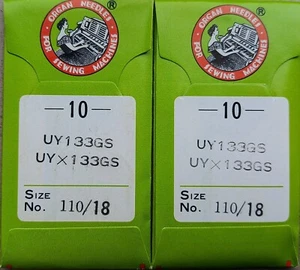 ORGAN NEEDLES
®
FOR SEWING MACHINES
—10—
UY133GS
UY×133GS
SIZE
No. 110/18
ORGAN NEEDLES
®
FOR SEWING MACHINES
—10—
UY133GS
UY×133GS
SIZE
No. 110/18